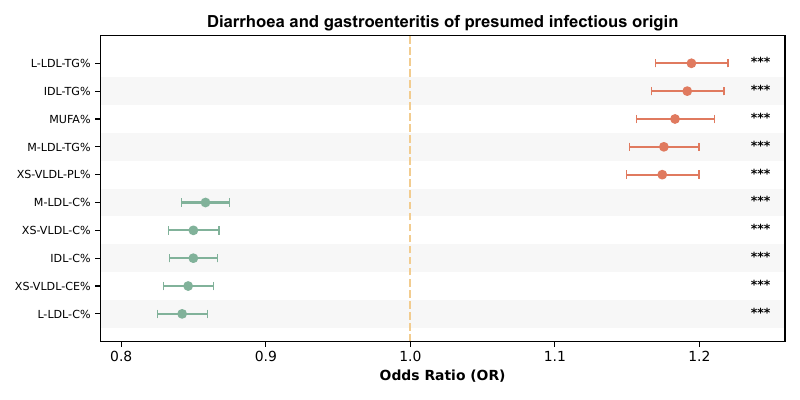 Diarrhoea and gastroenteritis of presumed infectious origin
L-LDL-TG% ***
IDL-TG% ***
MUFA% ***
M-LDL-TG% ***
XS-VLDL-PL% ***
M-LDL-C% ***
XS-VLDL-C% ***
IDL-C% ***
XS-VLDL-CE% ***
L-LDL-C% ***
0.8 0.9 1.0 1.1 1.2
Odds Ratio (OR)